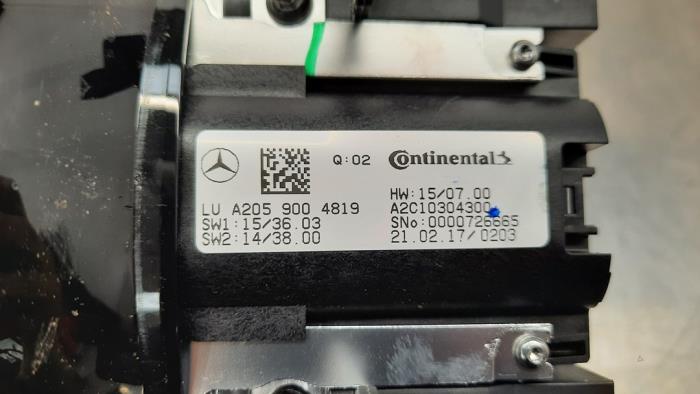 Q:02
Continental
HW:15/07.00
LU A205 900 4819
A2C10304300
SW1:15/36.03
SNo:0000726665
SW2:14/38.00
21.02.17/0203